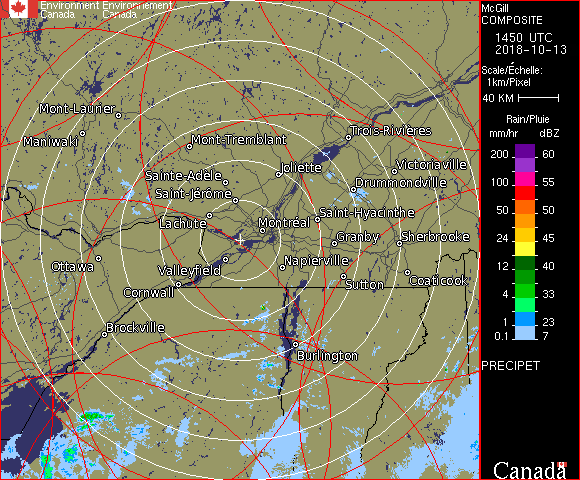 Environment Environnement
Canada Canada
McGill
COMPOSITE
1450 UTC
2018-10-13
Scale/Échelle:
1km/Pixel
40 KM
Rain/Pluie
mm/hr dBZ
200 60
55
100 55
50 50
24 45
12 40
4 33
1 23
0.1 7
PRECIPET
Canada
Mont-Laurier
Maniwaki
Mont-Tremblant
Trois-Rivières
Joliette
Victoriaville
Sainte-Adèle
Drummondville
Saint-Jérôme
Lachute
Saint-Hyacinthe
Montréal
Granby
Sherbrooke
Ottawa
Valleyfield
Napierville
Cornwall
Sutton
Coaticook
Brockville
Burlington